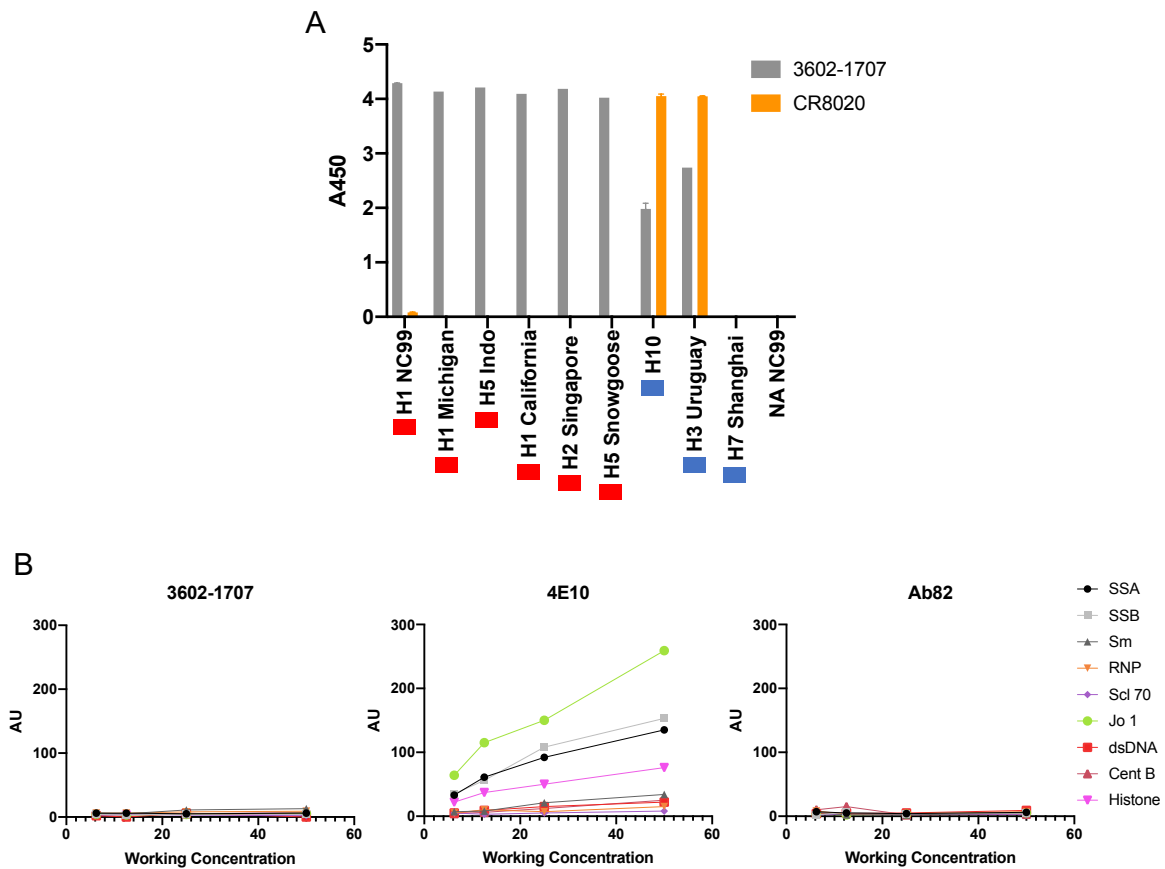 A
5
4
3
2
1
0
A450
3602-1707
CR8020
H1 NC99
H1 Michigan
H5 Indo
H1 California
H2 Singapore
H5 Snowgoose
H10
H3 Uruguay
H7 Shanghai
NA NC99
B
3602-1707
300
200
100
0
AU
0 20 40 60
Working Concentration
4E10
300
200
100
0
AU
0 20 40 60
Working Concentration
Ab82
300
200
100
0
AU
0 20 40 60
Working Concentration
SSA
SSB
Sm
RNP
Scl 70
Jo 1
dsDNA
Cent B
Histone